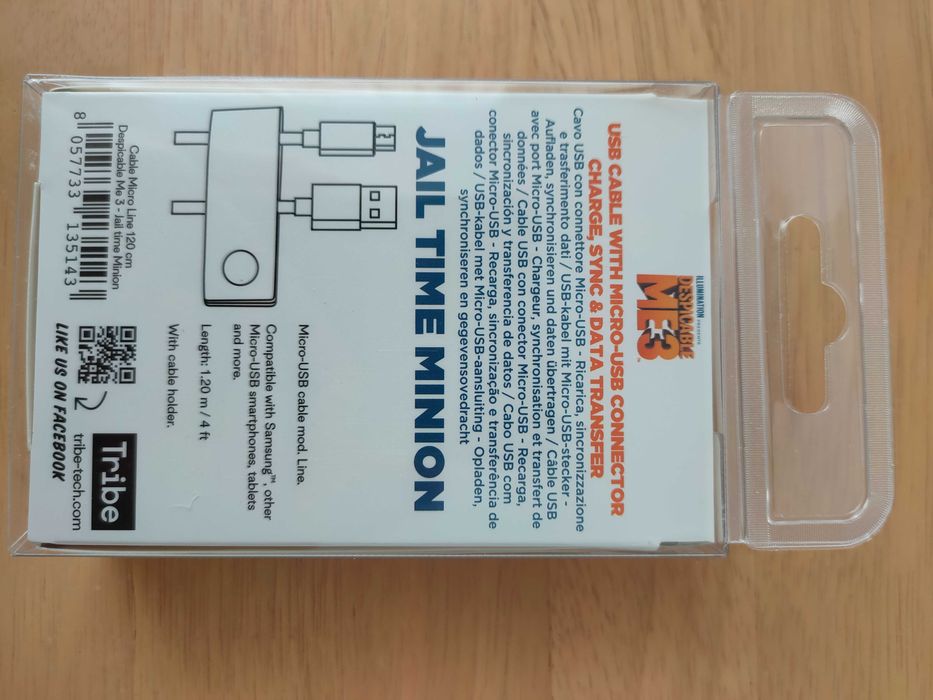 ILLUMINATION PRESENTS
DESPICABLE
ME3
USB CABLE WITH MICRO-USB CONNECTOR
CHARGE, SYNC & DATA TRANSFER
Cavo USB con connettore Micro-USB - Ricarica, sincronizzazione
e trasferimento dati / USB-kabel mit Micro-USB-stecker -
Aufladen, synchronisieren und daten übertragen / Câble USB
avec port Micro-USB - Chargeur, synchronisation et transfert de
données / Cable USB con conector Micro-USB - Recarga,
sincronización y transferencia de datos / Cabo USB com
conector Micro-USB - Recarga, sincronização e transferência de
dados / USB-kabel met Micro-USB-aansluiting - Opladen,
synchroniseren en gegevensovedracht
JAIL TIME MINION
Micro-USB cable mod. Line.
Compatible with Samsung™, other
Micro-USB smartphones, tablets
and more.
Length: 1.20 m / 4 ft
With cable holder.
Cable Micro Line 120 cm
Despicable Me 3 - Jail time Minion
8 057733 135143
LIKE US ON FACEBOOK
Tribe
tribe-tech.com